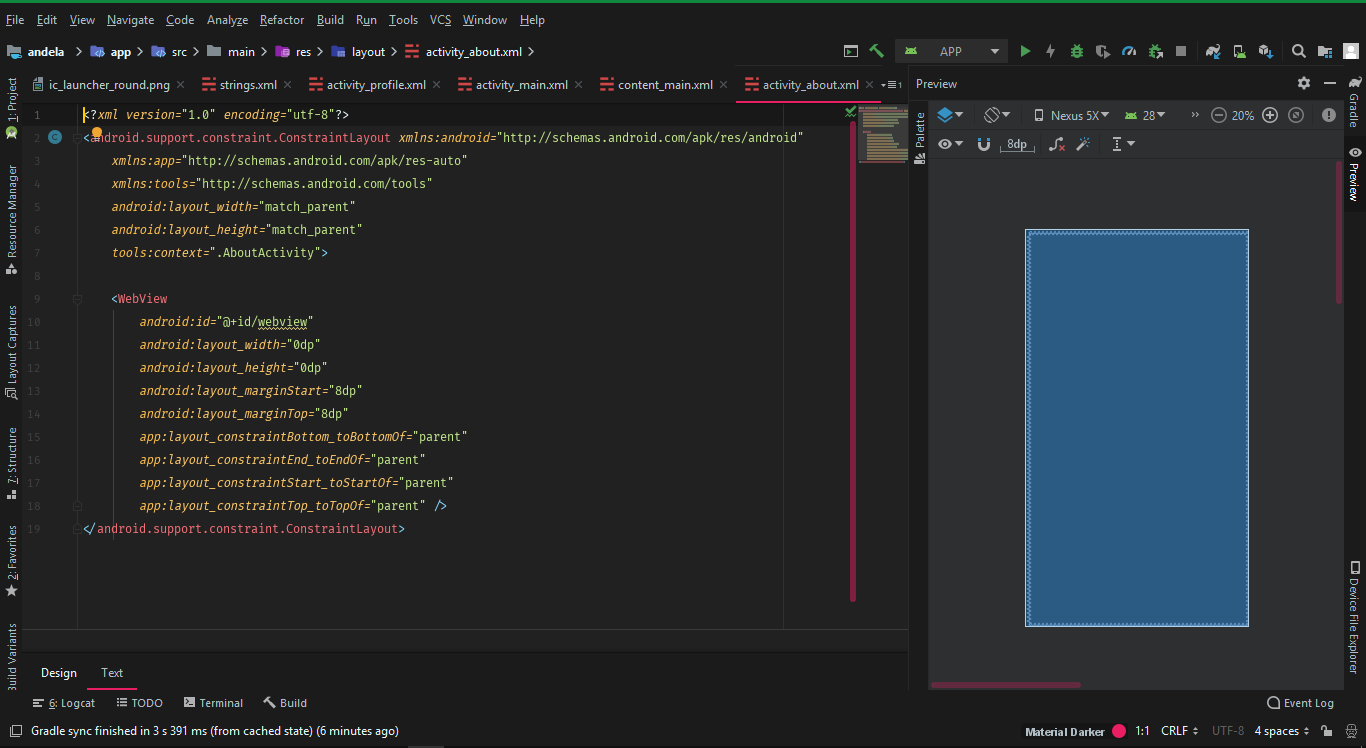 File Edit View Navigate Code Analyze Refactor Build Run Tools VCS Window Help
andela app src main res layout activity_about.xml APP
ic_launcher_round.png strings.xml activity_profile.xml activity_main.xml content_main.xml activity_about.xml Preview
1 <?xml version="1.0" encoding="utf-8"?>
2 <android.support.constraint.ConstraintLayout xmlns:android="http://schemas.android.com/apk/res/android"
3 xmlns:app="http://schemas.android.com/apk/res-auto"
4 xmlns:tools="http://schemas.android.com/tools"
5 android:layout_width="match_parent"
6 android:layout_height="match_parent"
7 tools:context=".AboutActivity">
8
9 <WebView
10 android:id="@+id/webview"
11 android:layout_width="0dp"
12 android:layout_height="0dp"
13 android:layout_marginStart="8dp"
14 android:layout_marginTop="8dp"
15 app:layout_constraintBottom_toBottomOf="parent"
16 app:layout_constraintEnd_toEndOf="parent"
17 app:layout_constraintStart_toStartOf="parent"
18 app:layout_constraintTop_toTopOf="parent" />
19 </android.support.constraint.ConstraintLayout>
1: Project
Resource Manager
Layout Captures
7: Structure
2: Favorites
Build Variants
Palette
Nexus 5X 28 20%
8dp
Gradle
Preview
Device File Explorer
Design Text
6: Logcat TODO Terminal Build Event Log
Gradle sync finished in 3 s 391 ms (from cached state) (6 minutes ago) Material Darker 1:1 CRLF UTF-8 4 spaces